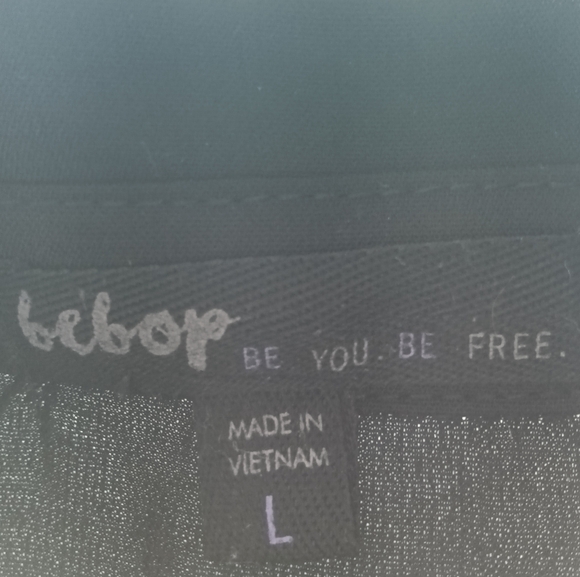 bebop BE YOU. BE FREE.
MADE IN
VIETNAM
L